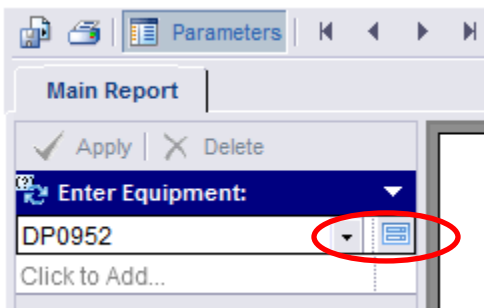 Parameters
Main Report
Apply Delete
Enter Equipment:
DP0952
Click to Add...